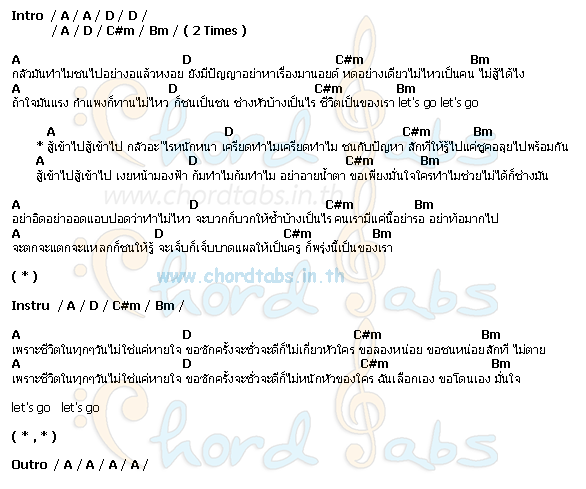 Intro / A / A / D / D /
/ A / D / C#m / Bm / ( 2 Times )
A D C#m Bm
กลัวมันทำไมชนไปอย่างอแล้วหงอย ยังมีปัญญาอย่าหาเรื่องมานอยด์ หดอย่างเดียวไม่ไหวเป็นคน ไม่สู้ได้ไง
A D C#m Bm
ถ้าใจมันแรง กำแพงก็ทานไม่ไหว ก็ชนเป็นชน ช่างหัวบ้างเป็นไร ชีวิตเป็นของเรา let's go let's go
A D C#m Bm
* สู้เข้าไปสู้เข้าไป กลัวอะไรหนักหนา เครียดทำไมเครียดทำไม ชนกับปัญหา สักที่ให้รู้ไปแค่ชูคอลุยไปพร้อมกัน
A D C#m Bm
สู้เข้าไปสู้เข้าไป เงยหน้ามองฟ้า ก้มทำไมก้มทำไม อย่าอายน้ำตา ขอเพียงมั่นใจใครทำไมช่วยไม่ได้ก็ช่างมัน
www.chordtabs.in.th
A D C#m Bm
อย่าอิดอย่าออดแอบปอดว่าทำไม่ไหว จะบวกก็บวกให้ช้ำบ้างเป็นไร คนเรามีแค่นี้อย่ารอ อย่าท้อมากไป
A D C#m Bm
จะตกจะแตกจะแหลกก็ชนให้รู้ จะเจ็บก็เจ็บบาดแผลให้เป็นครู ก็พรุ่งนี้เป็นของเรา
( * )
www.chordtabs.in.th
Chord Tabs
Instru / A / D / C#m / Bm /
A D C#m Bm
เพราะชีวิตในทุกๆวันไม่ใช่แค่หายใจ ขอซักครั้งจะชั่วจะดีก็ไม่เกี่ยวหัวใคร ขอลองหน่อย ขอชนหน่อยสักที ไม่ตาย
A D C#m Bm
เพราะชีวิตในทุกๆวันไม่ใช่แค่หายใจ ขอซักครั้งจะชั่วจะดีก็ไม่หนักหัวของใคร ฉันเลือกเอง ขอโดนเอง มั่นใจ
let's go let's go
( * , * )
Outro / A / A / A / A /
Chord Tabs